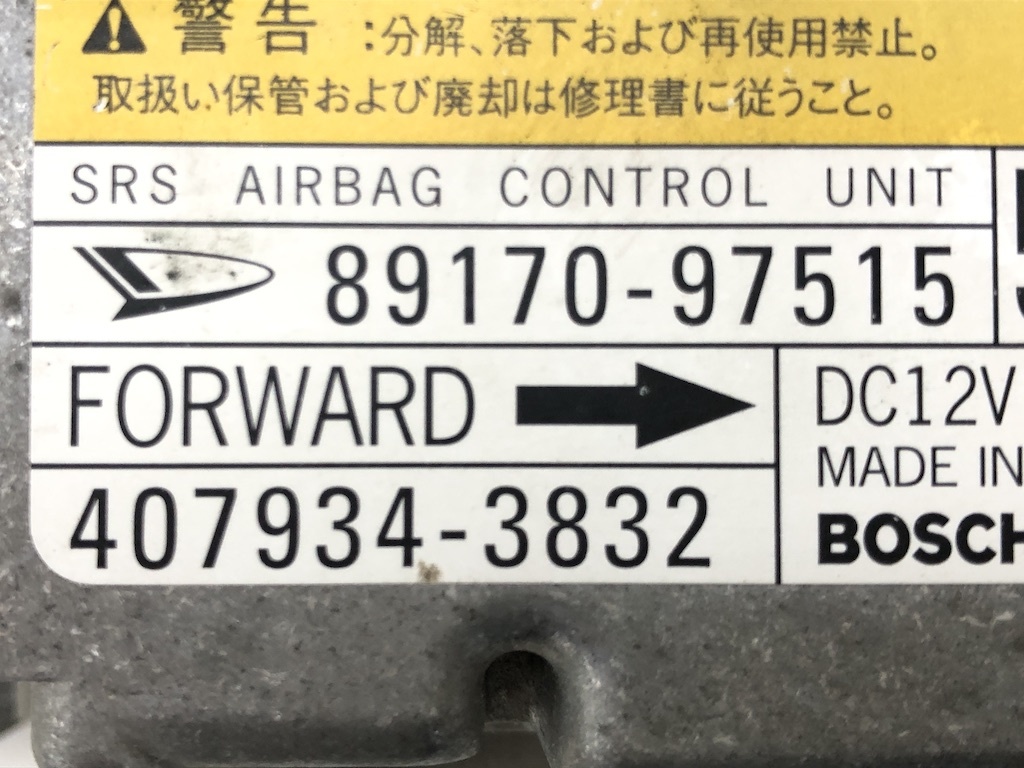 警告:分解、落下および再使用禁止。
取扱い保管および廃却は修理書に従うこと。
SRS AIRBAG CONTROL UNIT
89170-97515
FORWARD
DC12V
MADE IN
407934-3832
BOSCH